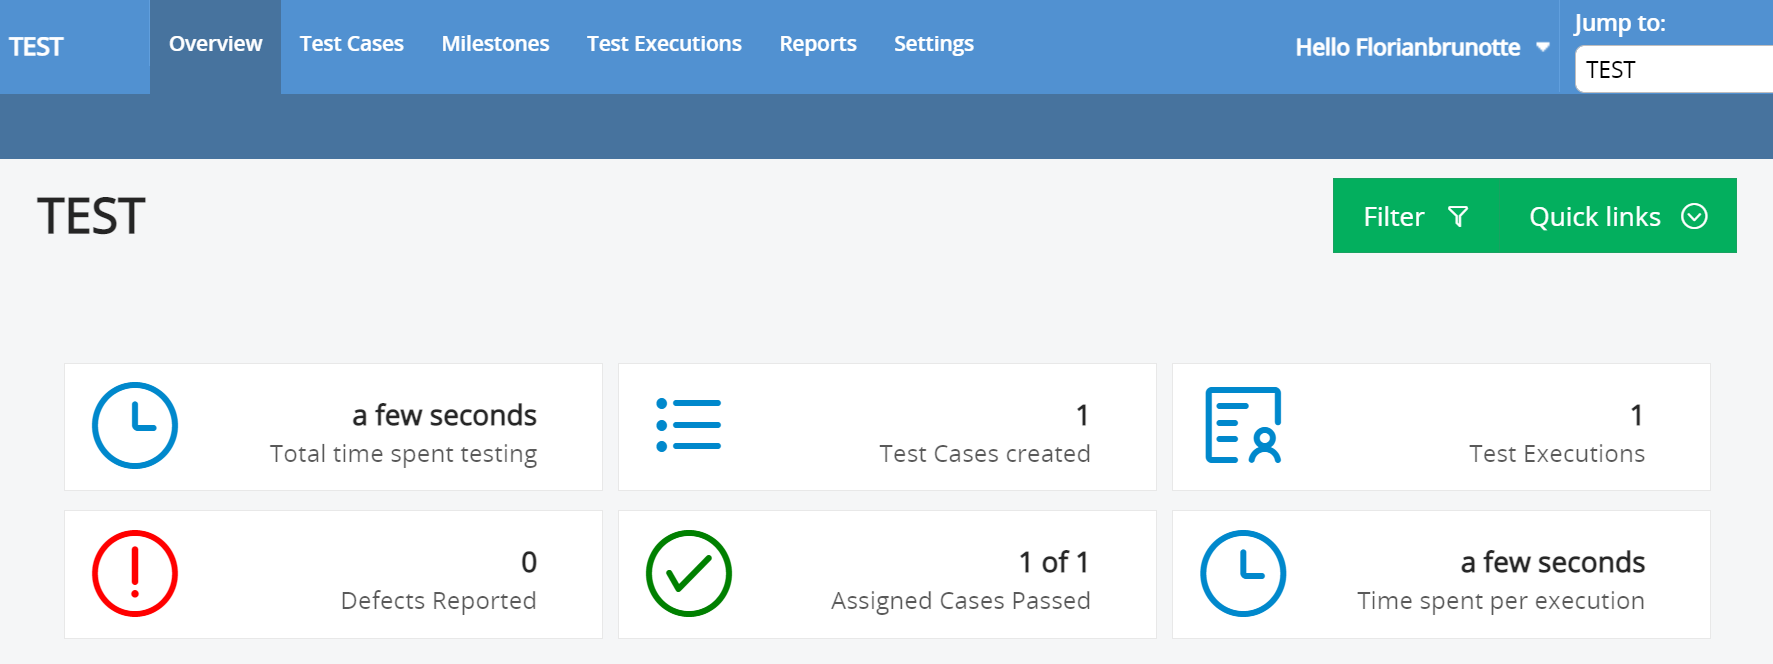 TEST
Overview
Test Cases
Milestones
Test Executions
Reports
Settings
Hello Florianbrunotte
Jump to:
TEST
TEST
Filter
Quick links
a few seconds
Total time spent testing
1
Test Cases created
1
Test Executions
0
Defects Reported
1 of 1
Assigned Cases Passed
a few seconds
Time spent per execution